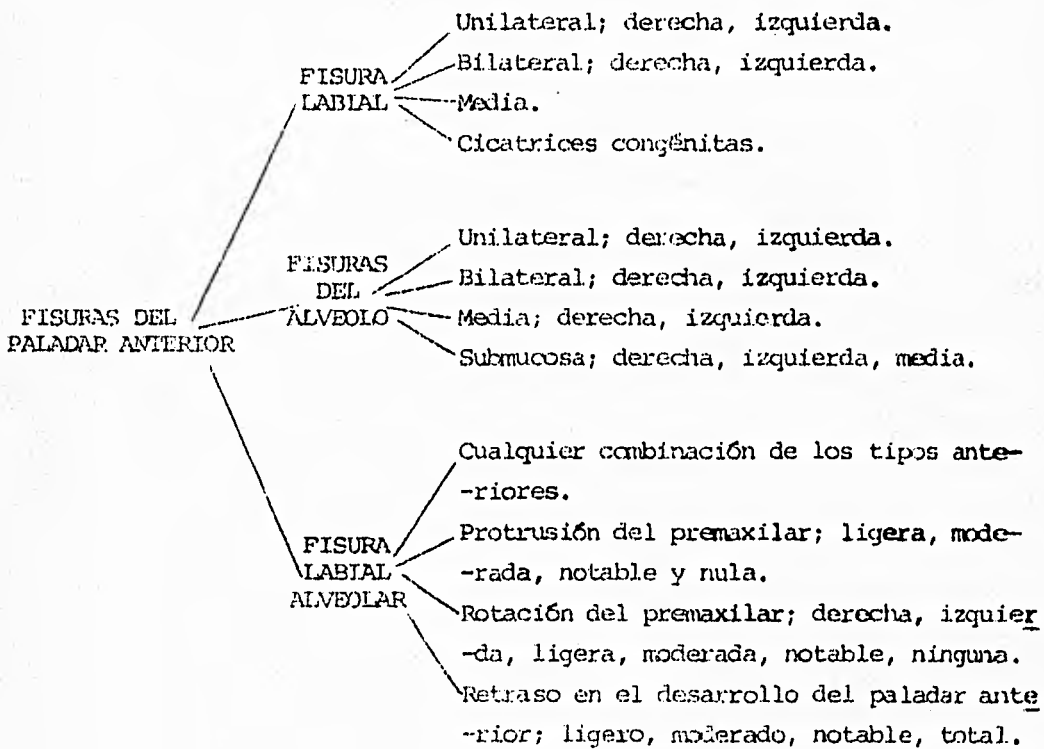 Unilateral; derecha, izquierda.
FISURA
LABIAL
Bilateral; derecha, izquierda.
Media.
Cicatrices congénitas.
FISURAS DEL
PALADAR ANTERIOR
FISURAS
DEL
ALVEOLO
Unilateral; derecha, izquierda.
Bilateral; derecha, izquierda.
Media; derecha, izquierda.
Submucosa; derecha, izquierda, media.
FISURA
LABIAL
ALVEOLAR
Cualquier combinación de los tipos ante-
-riores.
Protrusión del premaxilar; ligera, mode-
-rada, notable y nula.
Rotación del premaxilar; derecha, izquier
-da, ligera, moderada, notable, ninguna.
Retraso en el desarrollo del paladar ante
-rior; ligero, moderado, notable, total.